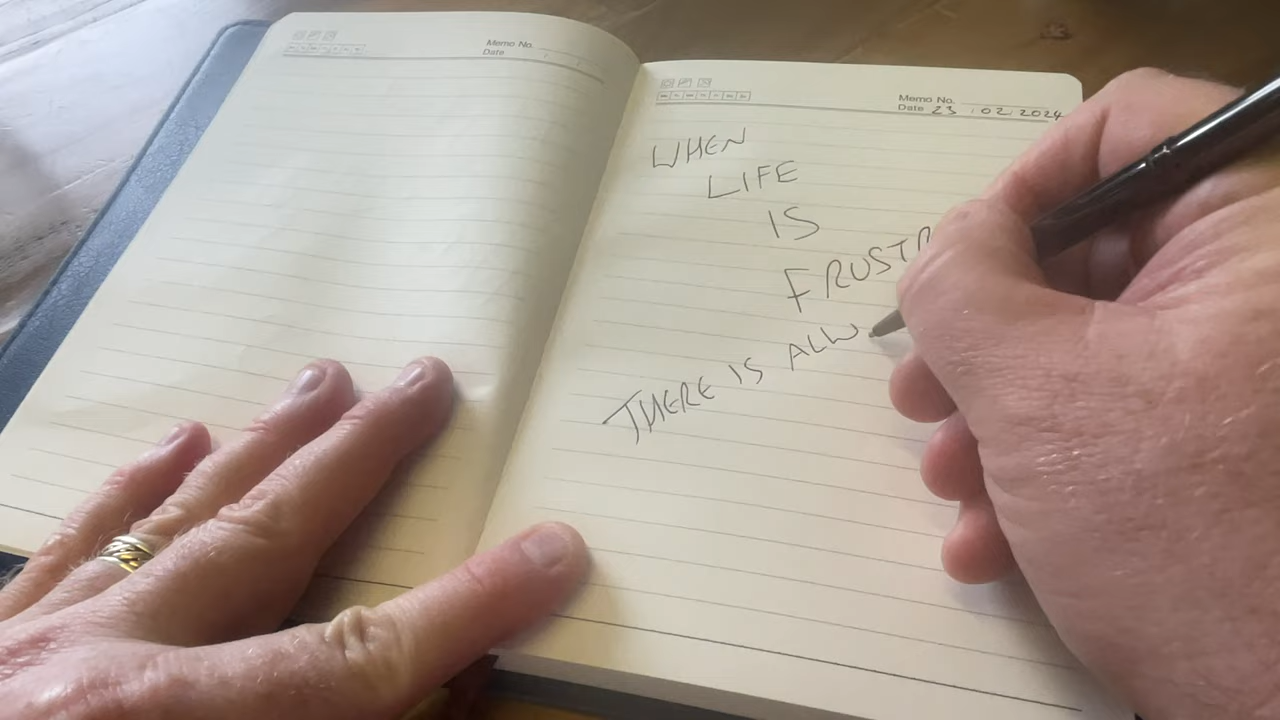 Memo No.
Date
Memo No.
Date 23 / 02 / 2024
WHEN
LIFE
IS
FRUSTR
THERE IS ALW